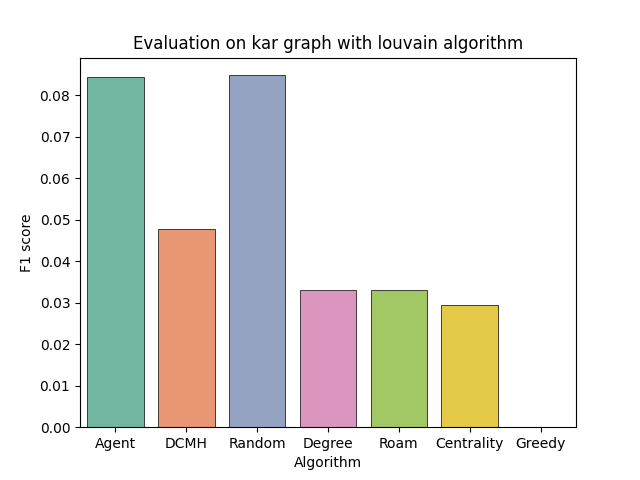 Evaluation on kar graph with louvain algorithm
F1 score
0.08
0.07
0.06
0.05
0.04
0.03
0.02
0.01
0.00
Agent DCMH Random Degree Roam Centrality Greedy
Algorithm